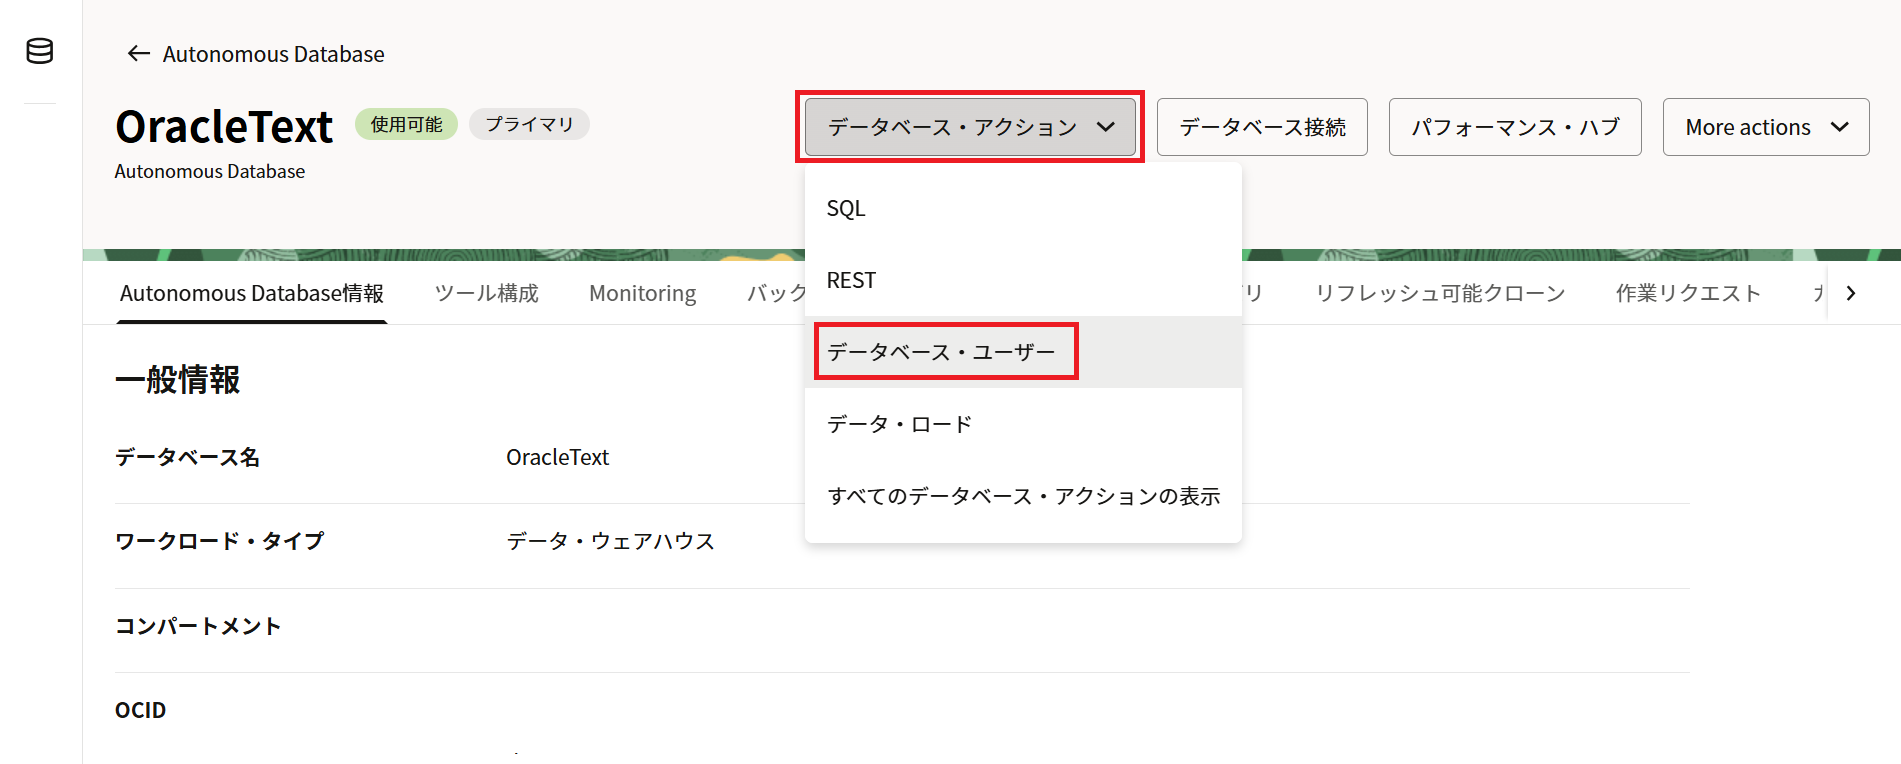 Autonomous Database
OracleText 使用可能 プライマリ
Autonomous Database
データベース・アクション データベース接続 パフォーマンス・ハブ More actions
SQL
REST
データベース・ユーザー
データ・ロード
すべてのデータベース・アクションの表示
Autonomous Database情報 ツール構成 Monitoring バック リ リフレッシュ可能クローン 作業リクエスト
一般情報
データベース名 OracleText
ワークロード・タイプ データ・ウェアハウス
コンパートメント
OCID